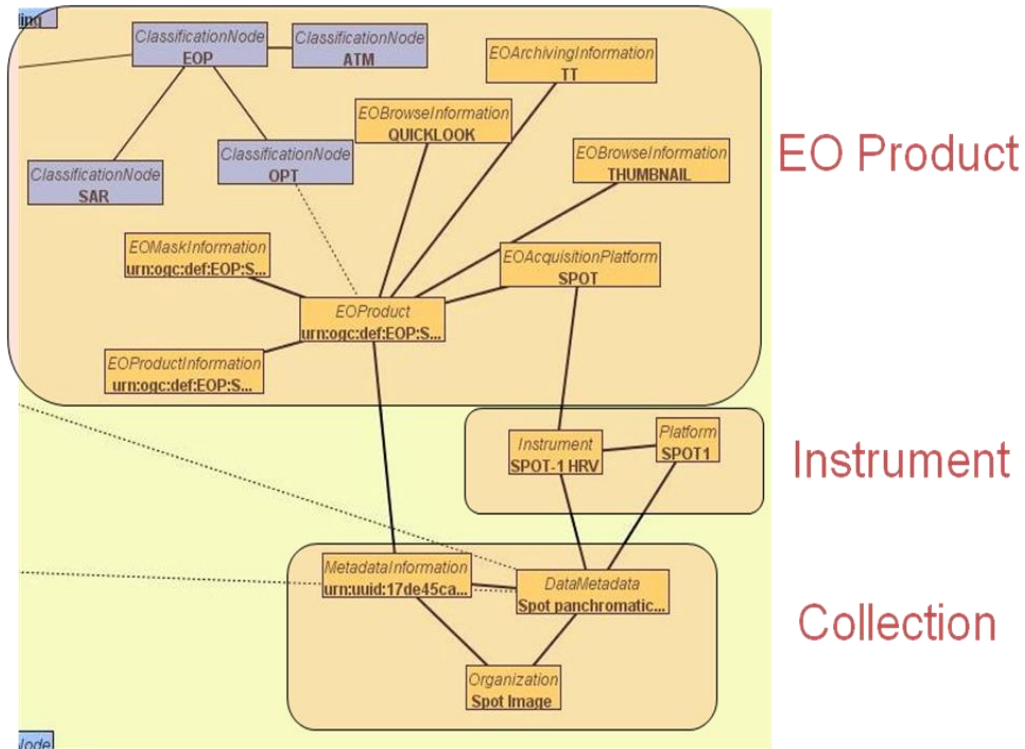 ling
ClassificationNode
EOP
ClassificationNode
ATM
EOArchivingInformation
TT
EOBrowseInformation
QUICKLOOK
ClassificationNode
OPT
EOBrowseInformation
THUMBNAIL
ClassificationNode
SAR
EO Product
EOMaskInformation
urn:ogc:def:EOP:S...
EOAcquisitionPlatform
SPOT
EOProduct
urn:ogc:def:EOP:S...
EOProductInformation
urn:ogc:def:EOP:S...
Instrument
SPOT-1 HRV
Platform
SPOT1
Instrument
MetadataInformation
urn:uuid:17de45ca...
DataMetadata
Spot panchromatic...
Collection
Organization
Spot Image
Node